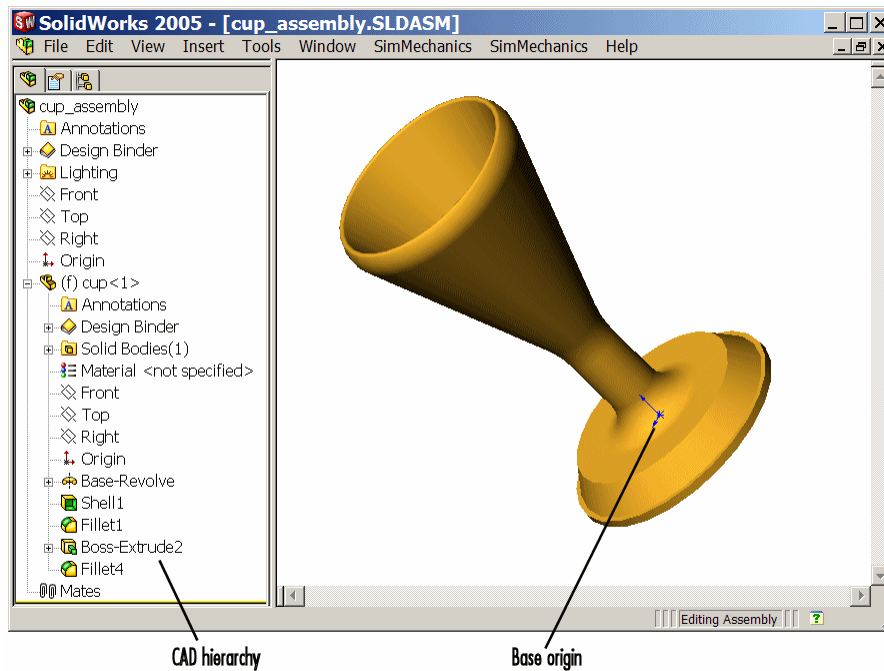 SolidWorks 2005 - [cup_assembly.SLDASM]
File Edit View Insert Tools Window SimMechanics SimMechanics Help
cup_assembly
Annotations
Design Binder
Lighting
Front
Top
Right
Origin
(f) cup<1>
Annotations
Design Binder
Solid Bodies(1)
Material <not specified>
Front
Top
Right
Origin
Base-Revolve
Shell1
Fillet1
Boss-Extrude2
Fillet4
Mates
Editing Assembly
CAD hierarchy
Base origin